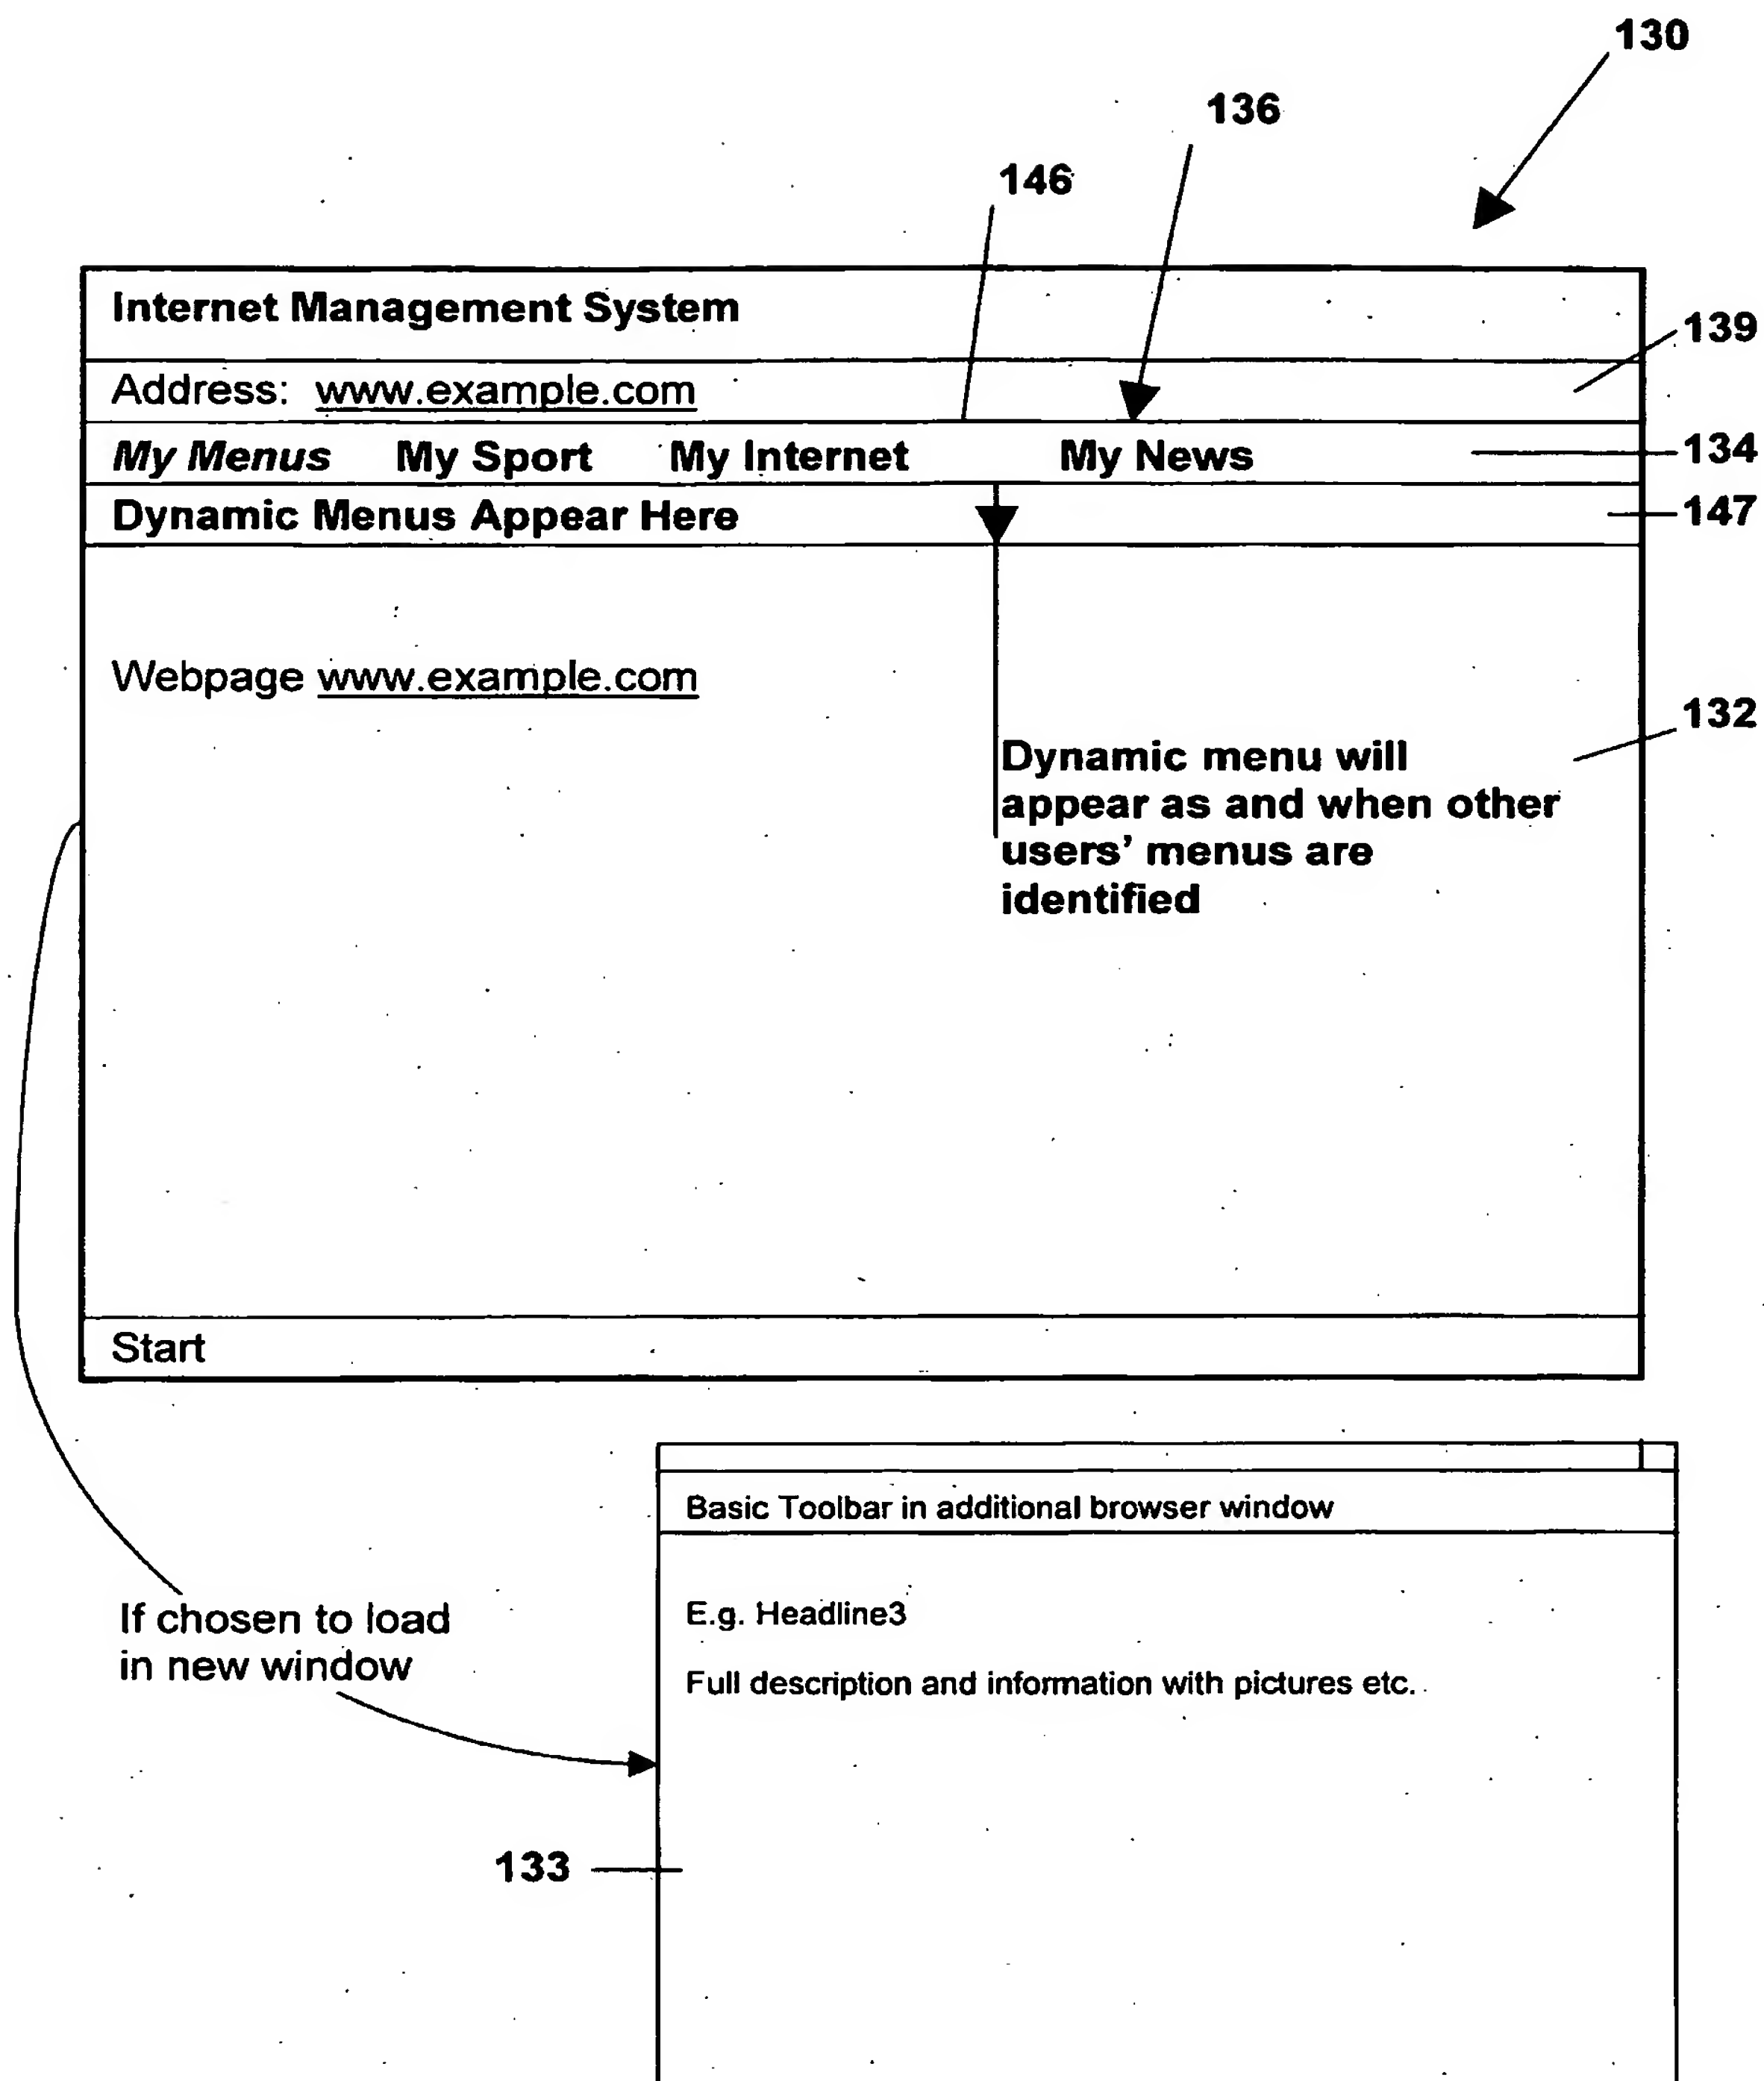 130
136
146
Internet Management System
139
Address: www.example.com
My Menus My Sport My Internet My News
134
Dynamic Menus Appear Here
147
Webpage www.example.com
132
Dynamic menu will
appear as and when other
users’ menus are
identified
Start
Basic Toolbar in additional browser window
If chosen to load
in new window
E.g. Headline3
Full description and information with pictures etc.
133